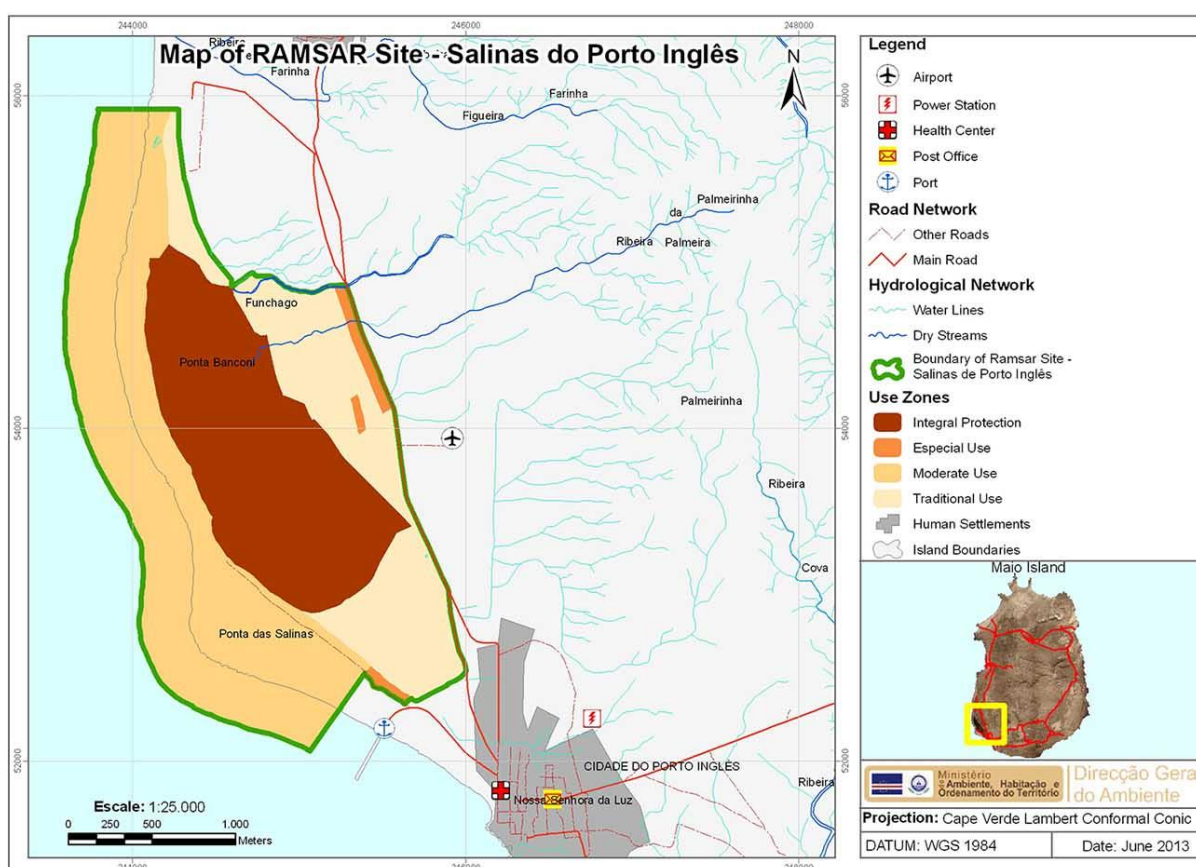 244000
246000
248000
Map of RAMSAR Site - Salinas do Porto Inglês
Ribeira
Farinha
Farinha
Figueira
N
56000
56000
Palmeirinha
da
Ribeira
Palmeira
Funchago
Ponta Banconi
Palmeirinha
54000
54000
Ribeira
Cova
Ponta das Salinas
52000
52000
CIDADE DO PORTO INGLÊS
Nossa Senhora da Luz
Ribeira
Escale: 1:25.000
0 250 500 1.000
Meters
244000
246000
248000
Legend
Airport
Power Station
Health Center
Post Office
Port
Road Network
Other Roads
Main Road
Hydrological Network
Water Lines
Dry Streams
Boundary of Ramsar Site -
Salinas de Porto Inglês
Use Zones
Integral Protection
Especial Use
Moderate Use
Traditional Use
Human Settlements
Island Boundaries
Maio Island
Ministério
Ambiente, Habitação e
Ordenamento do Território
Direcção Geral
do Ambiente
Projection: Cape Verde Lambert Conformal Conic
DATUM: WGS 1984
Date: June 2013